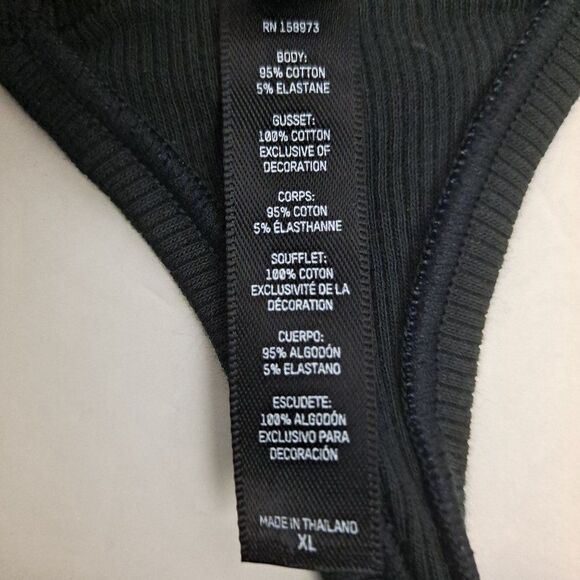 RN 158973
BODY:
95% COTTON
5% ELASTANE
GUSSET:
100% COTTON
EXCLUSIVE OF
DECORATION
CORPS:
95% COTON
5% ÉLASTHANNE
SOUFFLET:
100% COTON
EXCLUSIVITÉ DE LA
DÉCORATION
CUERPO:
95% ALGODÓN
5% ELASTANO
ESCUDETE:
100% ALGODÓN
EXCLUSIVO PARA
DECORACIÓN
MADE IN THAILAND
XL